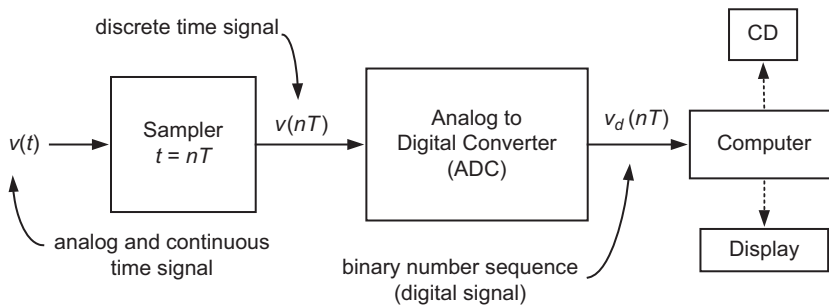 discrete time signal
CD
v(t)
Sampler
t = nT
v(nT)
Analog to
Digital Converter
(ADC)
v_d (nT)
Computer
analog and continuous
time signal
binary number sequence
(digital signal)
Display